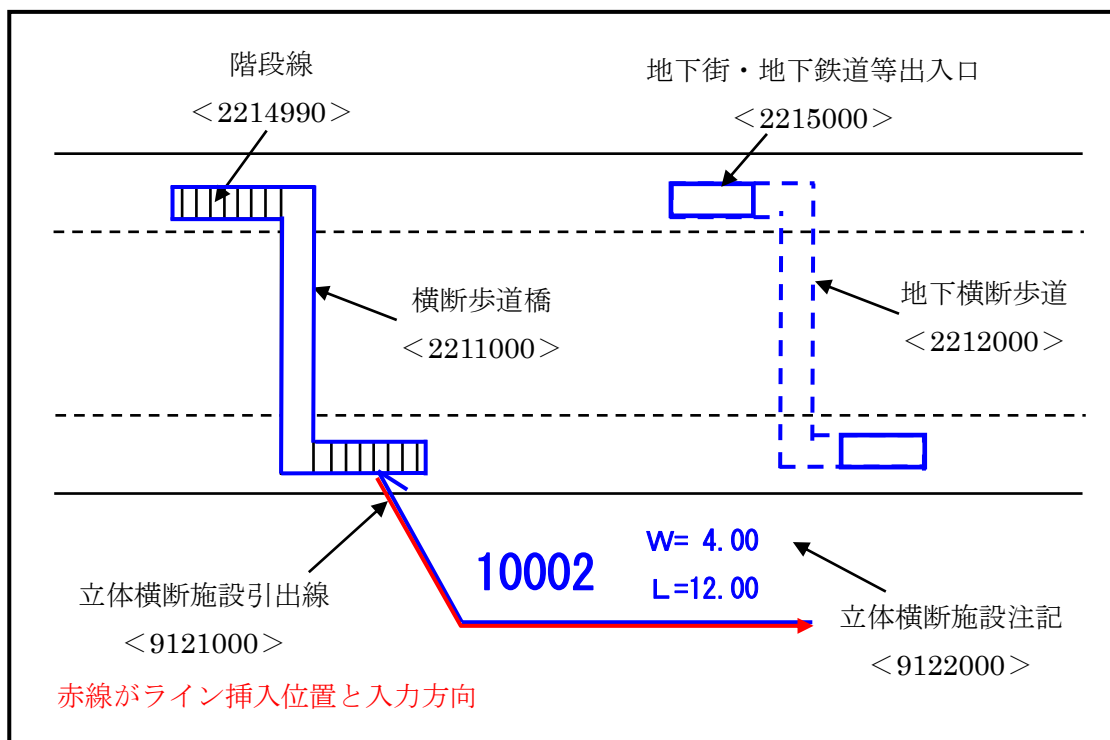 階段線
＜2214990＞
地下街・地下鉄道等出入口
＜2215000＞
横断歩道橋
＜2211000＞
地下横断歩道
＜2212000＞
10002
W= 4.00
L=12.00
立体横断施設引出線
＜9121000＞
立体横断施設注記
＜9122000＞
赤線がライン挿入位置と入力方向